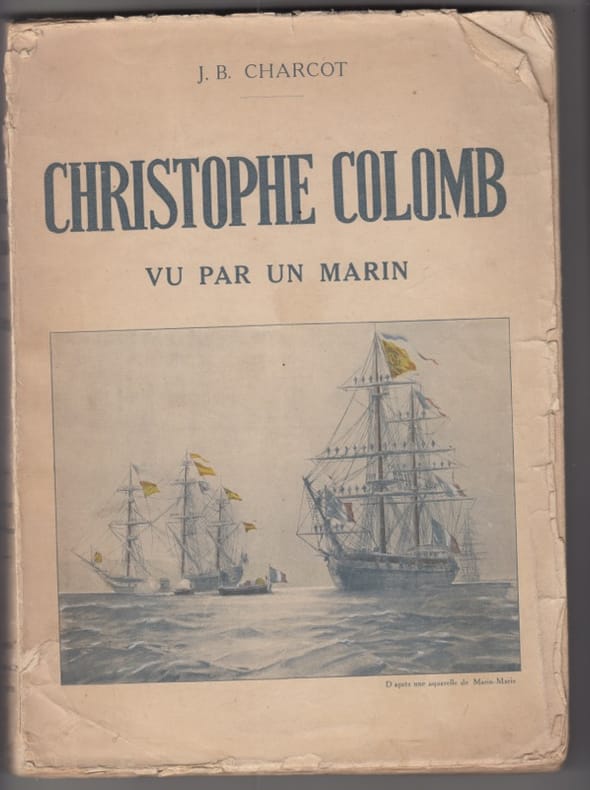 J. B. CHARCOT
CHRISTOPHE COLOMB
VU PAR UN MARIN
D'après une aquarelle de Marin-Marie